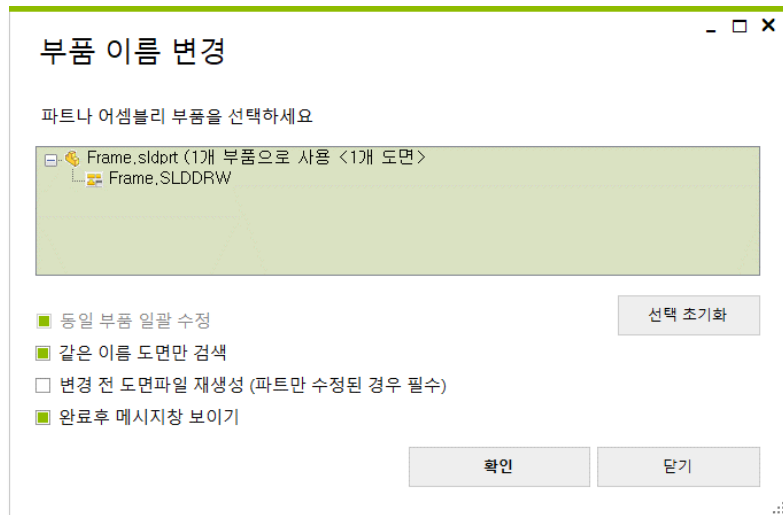 부품 이름 변경
파트나 어셈블리 부품을 선택하세요
Frame.sldprt (1개 부품으로 사용 <1개 도면>
Frame.SLDDRW
동일 부품 일괄 수정
선택 초기화
같은 이름 도면만 검색
변경 전 도면파일 재생성 (파트만 수정된 경우 필수)
완료후 메시지창 보이기
확인
닫기